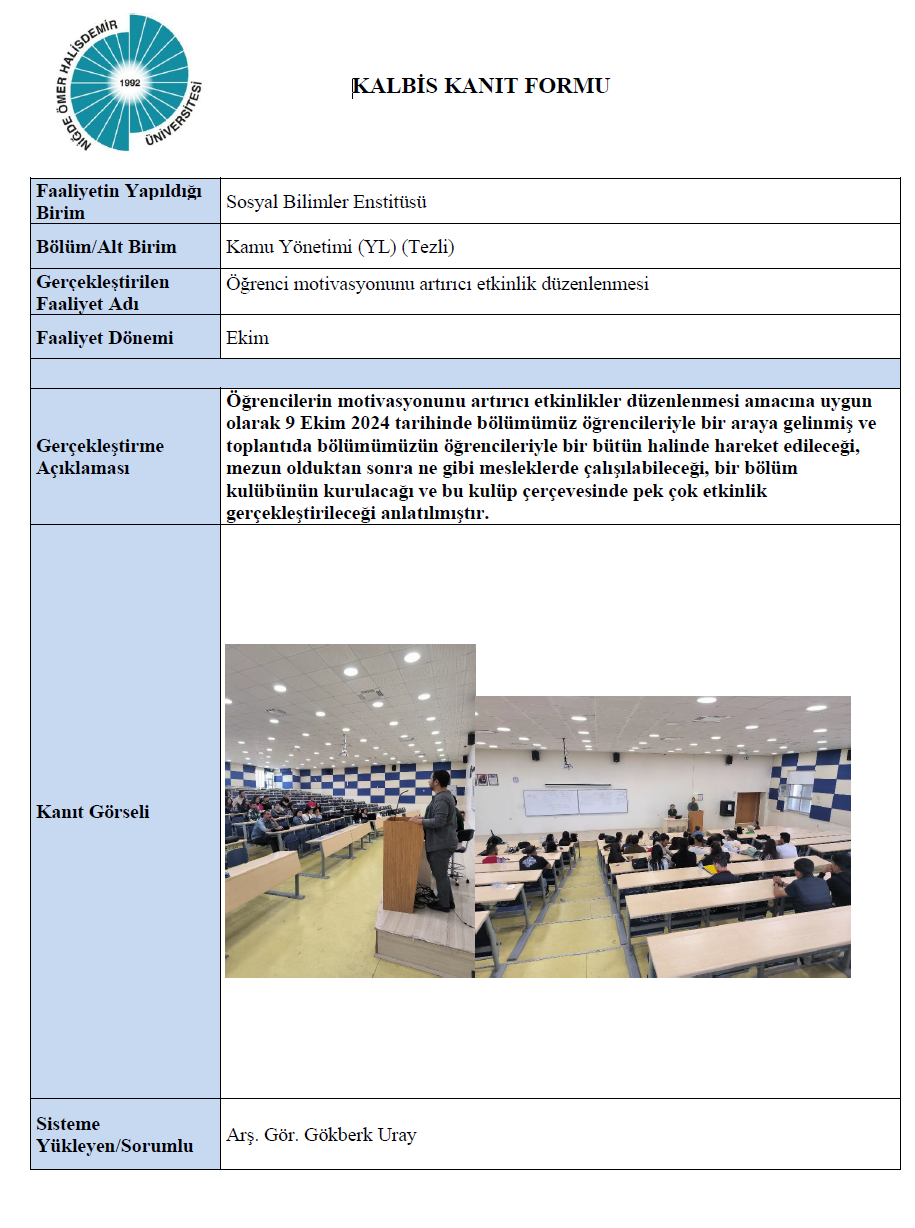 NİĞDE ÖMER HALİSDEMİR
ÜNİVERSİTESİ
1992
KALBİS KANIT FORMU
Faaliyetin Yapıldığı
Birim
Sosyal Bilimler Enstitüsü
Bölüm/Alt Birim
Kamu Yönetimi (YL) (Tezli)
Gerçekleştirilen
Faaliyet Adı
Öğrenci motivasyonunu artırıcı etkinlik düzenlenmesi
Faaliyet Dönemi
Ekim
Gerçekleştirme
Açıklaması
Öğrencilerin motivasyonunu artırici etkinlikler düzenlenmesi amacına uygun
olarak 9 Ekim 2024 tarihinde bölümümüz öğrencileriyle bir araya gelinmiş ve
toplantıda bölümümüzün öğrencileriyle bir bütün halinde hareket edileceği,
mezun olduktan sonra ne gibi mesleklerde çalışılabileceği, bir bölüm
kulübünün kurulacağı ve bu kulüp çerçevesinde pek çok etkinlik
gerçekleştirileceği anlatılmıştır.
Kanıt Görseli
Sisteme
Yükleyen/Sorumlu
Arş. Gör. Gökberk Uray